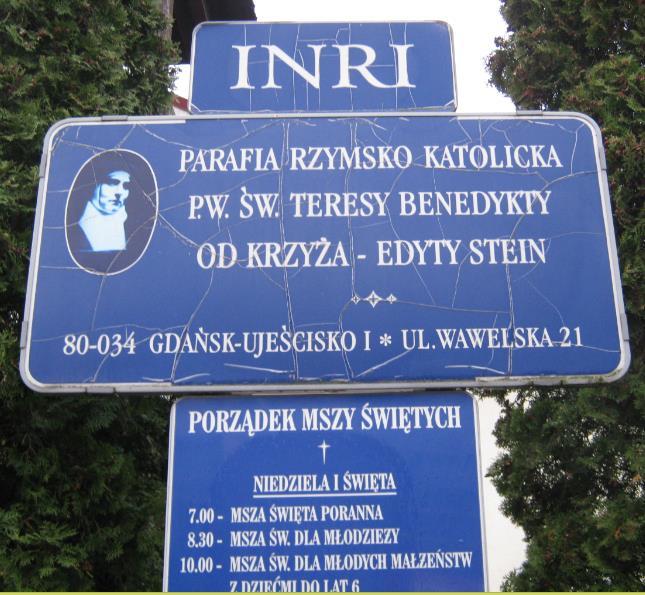 INRI
PARAFIA RZYMSKO KATOLICKA
P.W. ŚW. TERESY BENEDYKTY
OD KRZYŻA - EDYTY STEIN
80-034 GDAŃSK-UJEŚCISKO I * UL.WAWELSKA 21
PORZĄDEK MSZY ŚWIĘTYCH
NIEDZIELA I ŚWIĘTA
7.00 - MSZA ŚWIĘTA PORANNA
8.30 - MSZA ŚW. DLA MŁODZIEZY
10.00 - MSZA ŚW. DLA MŁODYCH MAŁZEŃSTW
Z DZIEĆMI DO LAT 6